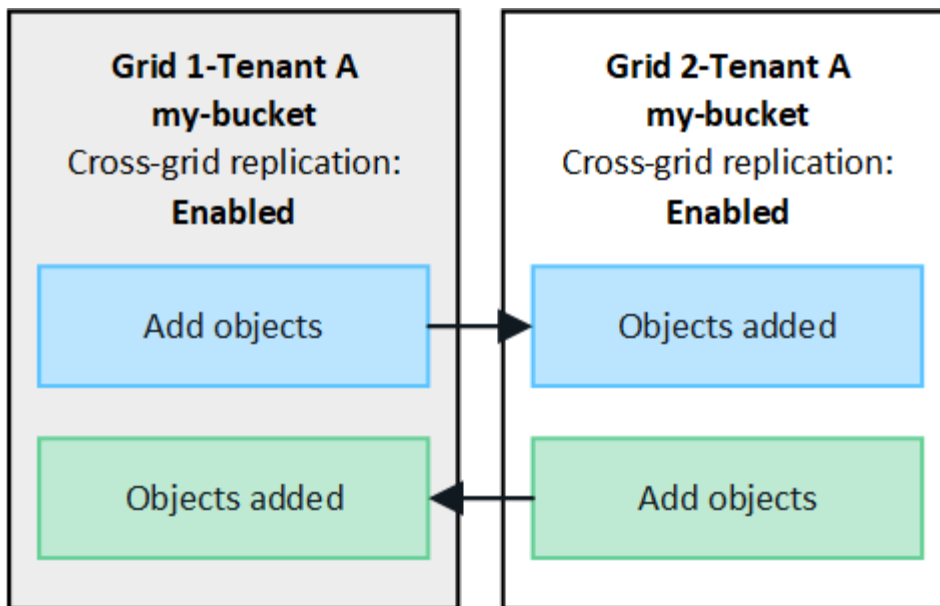 Grid 1-Tenant A
my-bucket
Cross-grid replication:
Enabled
Add objects
Objects added
Grid 2-Tenant A
my-bucket
Cross-grid replication:
Enabled
Objects added
Add objects